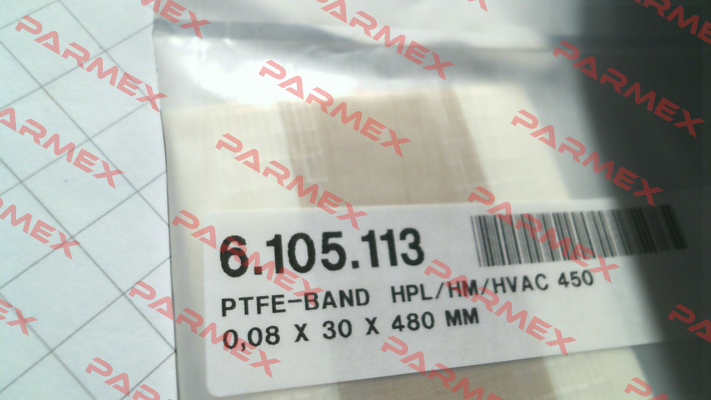 6.105.113
PTFE-BAND HPL/HM/HVAC 450
0,08 X 30 X 480 MM
PARMEX